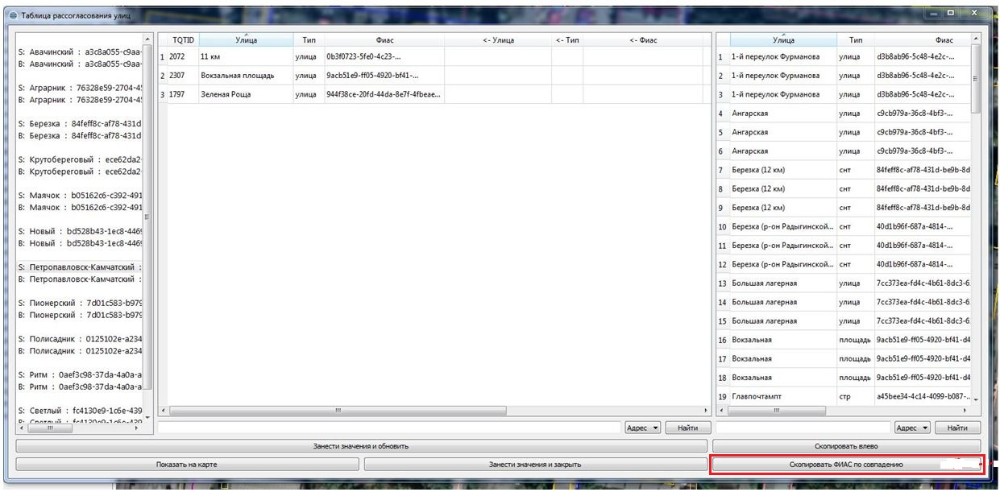 Таблица рассогласования улиц
S: Авачинский : a3c8a055-c9aa-
B: Авачинский : a3c8a055-c9aa-
S: Аграрник : 76328e59-2704-4
B: Аграрник : 76328e59-2704-4
S: Березка : 84feff8c-af78-431d
B: Березка : 84feff8c-af78-431d
S: Крутобереговый : ece62da2-
B: Крутобереговый : ece62da2-
S: Маячок : b05162c6-c392-491
B: Маячок : b05162c6-c392-491
S: Новый : bd528b43-1ec8-446
B: Новый : bd528b43-1ec8-446
S: Петропавловск-Камчатский :
B: Петропавловск-Камчатский :
S: Пионерский : 7d01c583-b979
B: Пионерский : 7d01c583-b979
S: Полисадник : 0125102e-a234
B: Полисадник : 0125102e-a234
S: Ритм : 0aef3c98-37da-4a0a-a
B: Ритм : 0aef3c98-37da-4a0a-a
S: Светлый : fc4130e9-1c6e-439
B: Светлый : fc4130e9-1c6e-439
TQTID Улица Тип Фиас <- Улица <- Тип <- Фиас
1 2072 11 км улица 0b3f0723-5fe0-4c23-...
2 2307 Вокзальная площадь улица 9acb51e9-ff05-4920-bf41-...
3 1797 Зеленая Роща улица 944f38ce-20fd-44da-8e7f-4fbeae...
Адрес Найти
Улица Тип Фиас
1 1-й переулок Фурманова улица d3b8ab96-5c48-4e2c-...
2 1-й переулок Фурманова улица d3b8ab96-5c48-4e2c-...
3 1-й переулок Фурманова улица d3b8ab96-5c48-4e2c-...
4 Ангарская улица c9cb979a-36c8-4bf3-...
5 Ангарская улица c9cb979a-36c8-4bf3-...
6 Ангарская улица c9cb979a-36c8-4bf3-...
7 Березка (12 км) снт 84feff8c-af78-431d-be9b-8d
8 Березка (12 км) снт 84feff8c-af78-431d-be9b-8d
9 Березка (12 км) снт 84feff8c-af78-431d-be9b-8d
10 Березка (р-он Радыгинской... снт 40d1b96f-687a-4814-...
11 Березка (р-он Радыгинской... снт 40d1b96f-687a-4814-...
12 Березка (р-он Радыгинской... снт 40d1b96f-687a-4814-...
13 Большая лагерная улица 7cc373ea-fd4c-4b61-8dc3-6
14 Большая лагерная улица 7cc373ea-fd4c-4b61-8dc3-6
15 Большая лагерная улица 7cc373ea-fd4c-4b61-8dc3-6
16 Вокзальная площадь 9acb51e9-ff05-4920-bf41-d4
17 Вокзальная площадь 9acb51e9-ff05-4920-bf41-d4
18 Вокзальная площадь 9acb51e9-ff05-4920-bf41-d4
19 Главпочтампт стр a45bee34-4c14-4099-b087-...
Адрес Найти
Занести значения и обновить
Скопировать влево
Показать на карте
Занести значения и закрыть
Скопировать ФИАС по совпадению